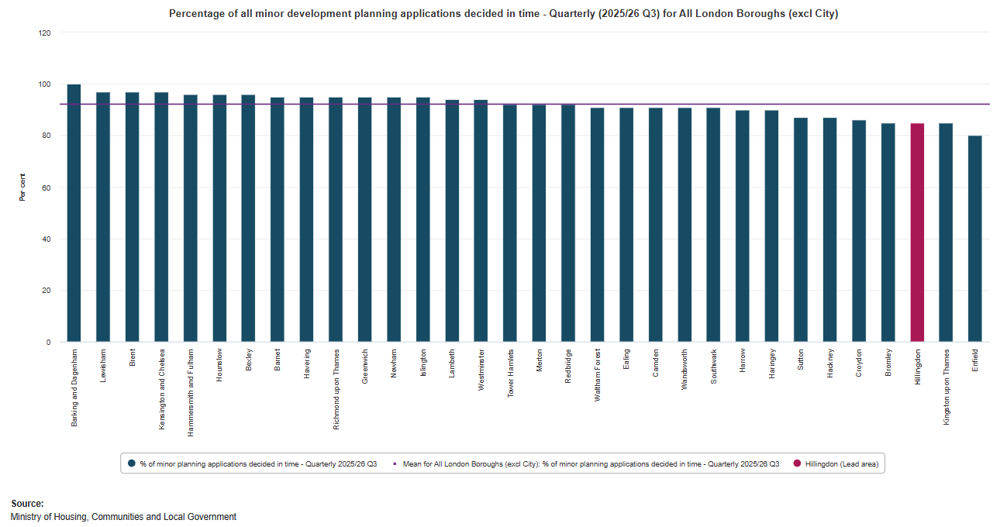 Percentage of all minor development planning applications decided in time - Quarterly (2025/26 Q3) for All London Boroughs (excl City)
120
100
80
60
40
20
0
Per cent
Barking and Dagenham
Lewisham
Brent
Kensington and Chelsea
Hammersmith and Fulham
Hounslow
Bexley
Barnet
Havering
Richmond upon Thames
Greenwich
Newham
Islington
Lambeth
Westminster
Tower Hamlets
Merton
Redbridge
Waltham Forest
Ealing
Camden
Wandsworth
Southwark
Harrow
Haringey
Sutton
Hackney
Croydon
Bromley
Hillingdon
Kingston upon Thames
Enfield
% of minor planning applications decided in time - Quarterly 2025/26 Q3
Mean for All London Boroughs (excl City): % of minor planning applications decided in time - Quarterly 2025/26 Q3
Hillingdon (Lead area)
Source:
Ministry of Housing, Communities and Local Government